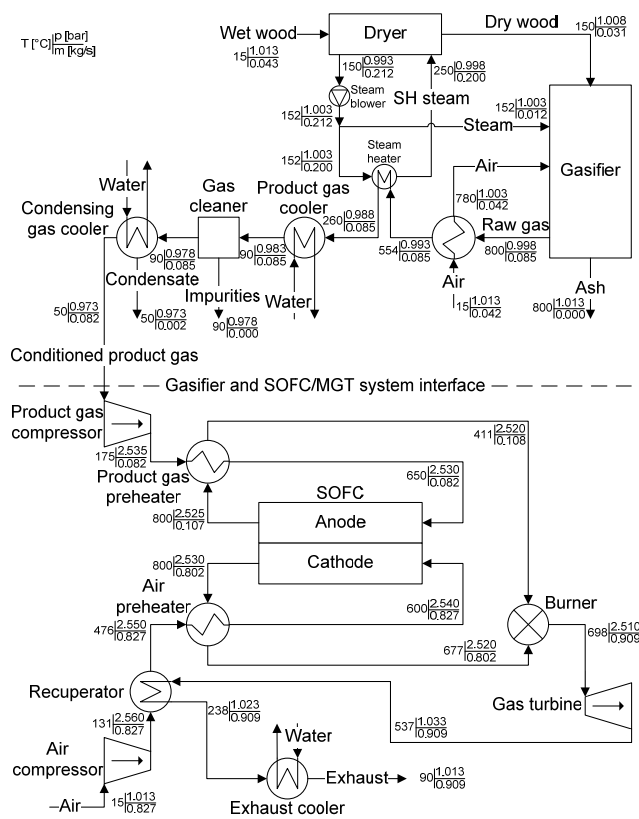 T [°C] p [bar]
m [kg/s]
Wet wood
15 1.013
0.043
Dryer
Dry wood
150 1.008
0.031
150 0.993
0.212
250 0.998
0.200
Steam
blower
SH steam
152 1.003
0.212
152 1.003
0.012
Steam
152 1.003
0.200
Steam
heater
Air
Gasifier
780 1.003
0.042
Water
Condensing
gas cooler
Gas
cleaner
Product gas
cooler
260 0.988
0.085
Raw gas
554 0.993
0.085
800 0.998
0.085
90 0.978
0.085
90 0.983
0.085
Condensate
Impurities
Water
Air
Ash
50 0.973
0.082
50 0.973
0.002
90 0.978
0.000
15 1.013
0.042
800 1.013
0.000
Conditioned product gas
Gasifier and SOFC/MGT system interface
Product gas
compressor
411 2.520
0.108
175 2.535
0.082
Product gas
preheater
650 2.530
0.082
SOFC
800 2.525
0.107
Anode
800 2.530
0.802
Cathode
Air
preheater
600 2.540
0.827
Burner
476 2.550
0.827
677 2.520
0.802
698 2.510
0.909
Recuperator
238 1.023
0.909
Gas turbine
131 2.560
0.827
537 1.033
0.909
Air
compressor
Water
Air
15 1.013
0.827
Exhaust
90 1.013
0.909
Exhaust cooler